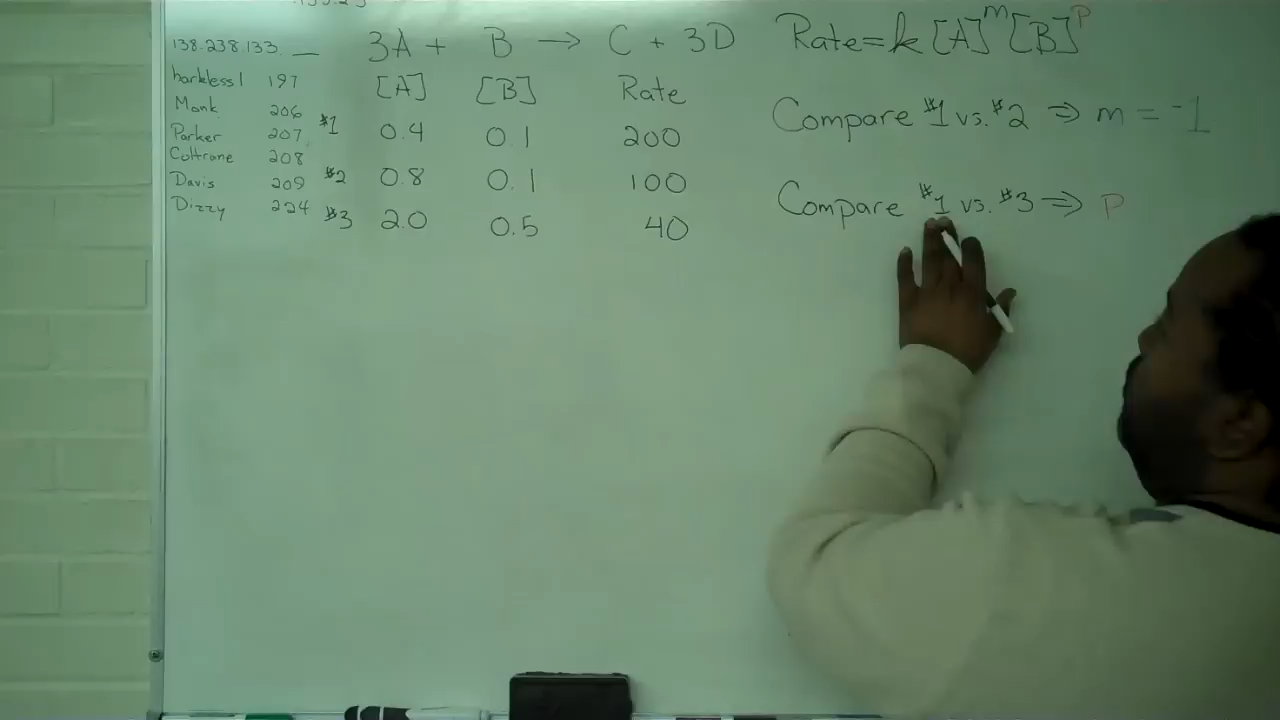 138.238.133. __
barkless1 197
Monk 206
Parker 207
Coltrane 208
Davis 209
Dizzy 224
3A + B → C + 3D
[A] [B] Rate
#1 0.4 0.1 200
#2 0.8 0.1 100
#3 2.0 0.5 40
Rate = k [A]^m [B]^p
Compare #1 vs. #2 ⇒ m = -1
Compare #1 vs. #3 ⇒ P